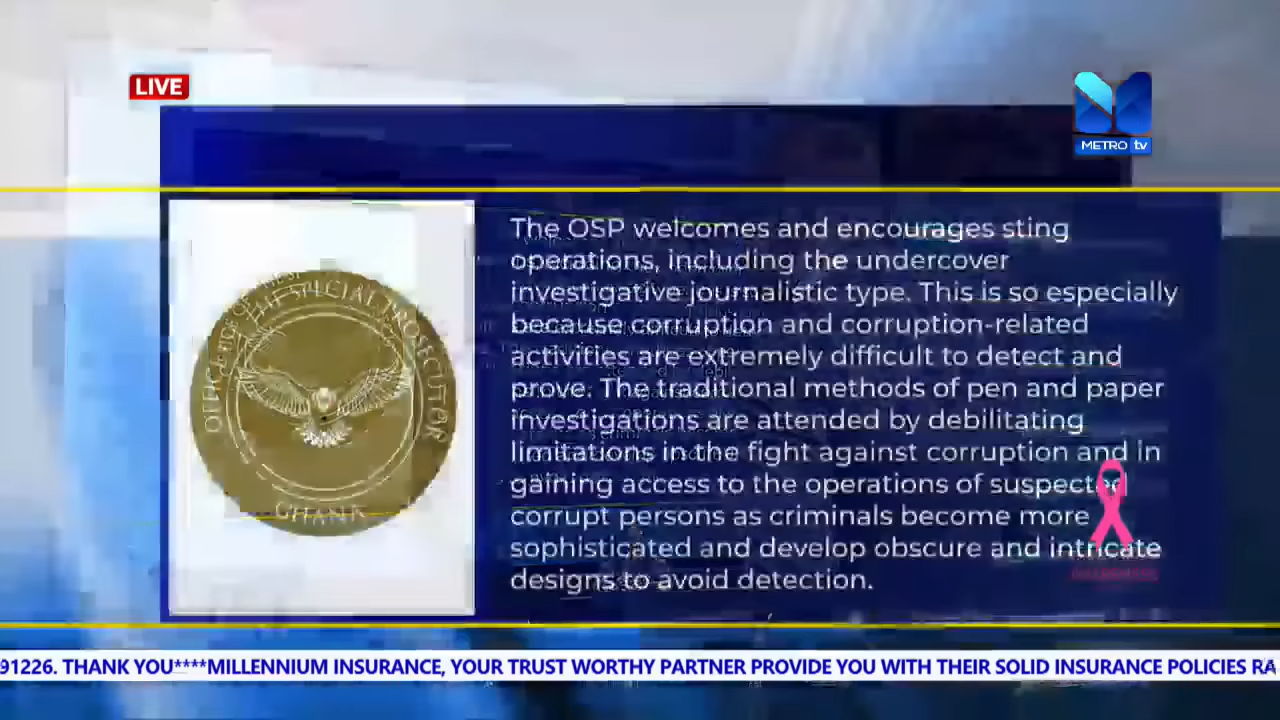 LIVE
METRO tv
OFFICE OF THE SPECIAL PROSECUTOR
GHANA
The OSP welcomes and encourages sting
operations, including the undercover
investigative journalistic type. This is so especially
because corruption and corruption-related
activities are extremely difficult to detect and
prove. The traditional methods of pen and paper
investigations are attended by debilitating
limitations in the fight against corruption and in
gaining access to the operations of suspected
corrupt persons as criminals become more
sophisticated and develop obscure and intricate
designs to avoid detection.
91226. THANK YOU****MILLENNIUM INSURANCE, YOUR TRUST WORTHY PARTNER PROVIDE YOU WITH THEIR SOLID INSURANCE POLICIES RA